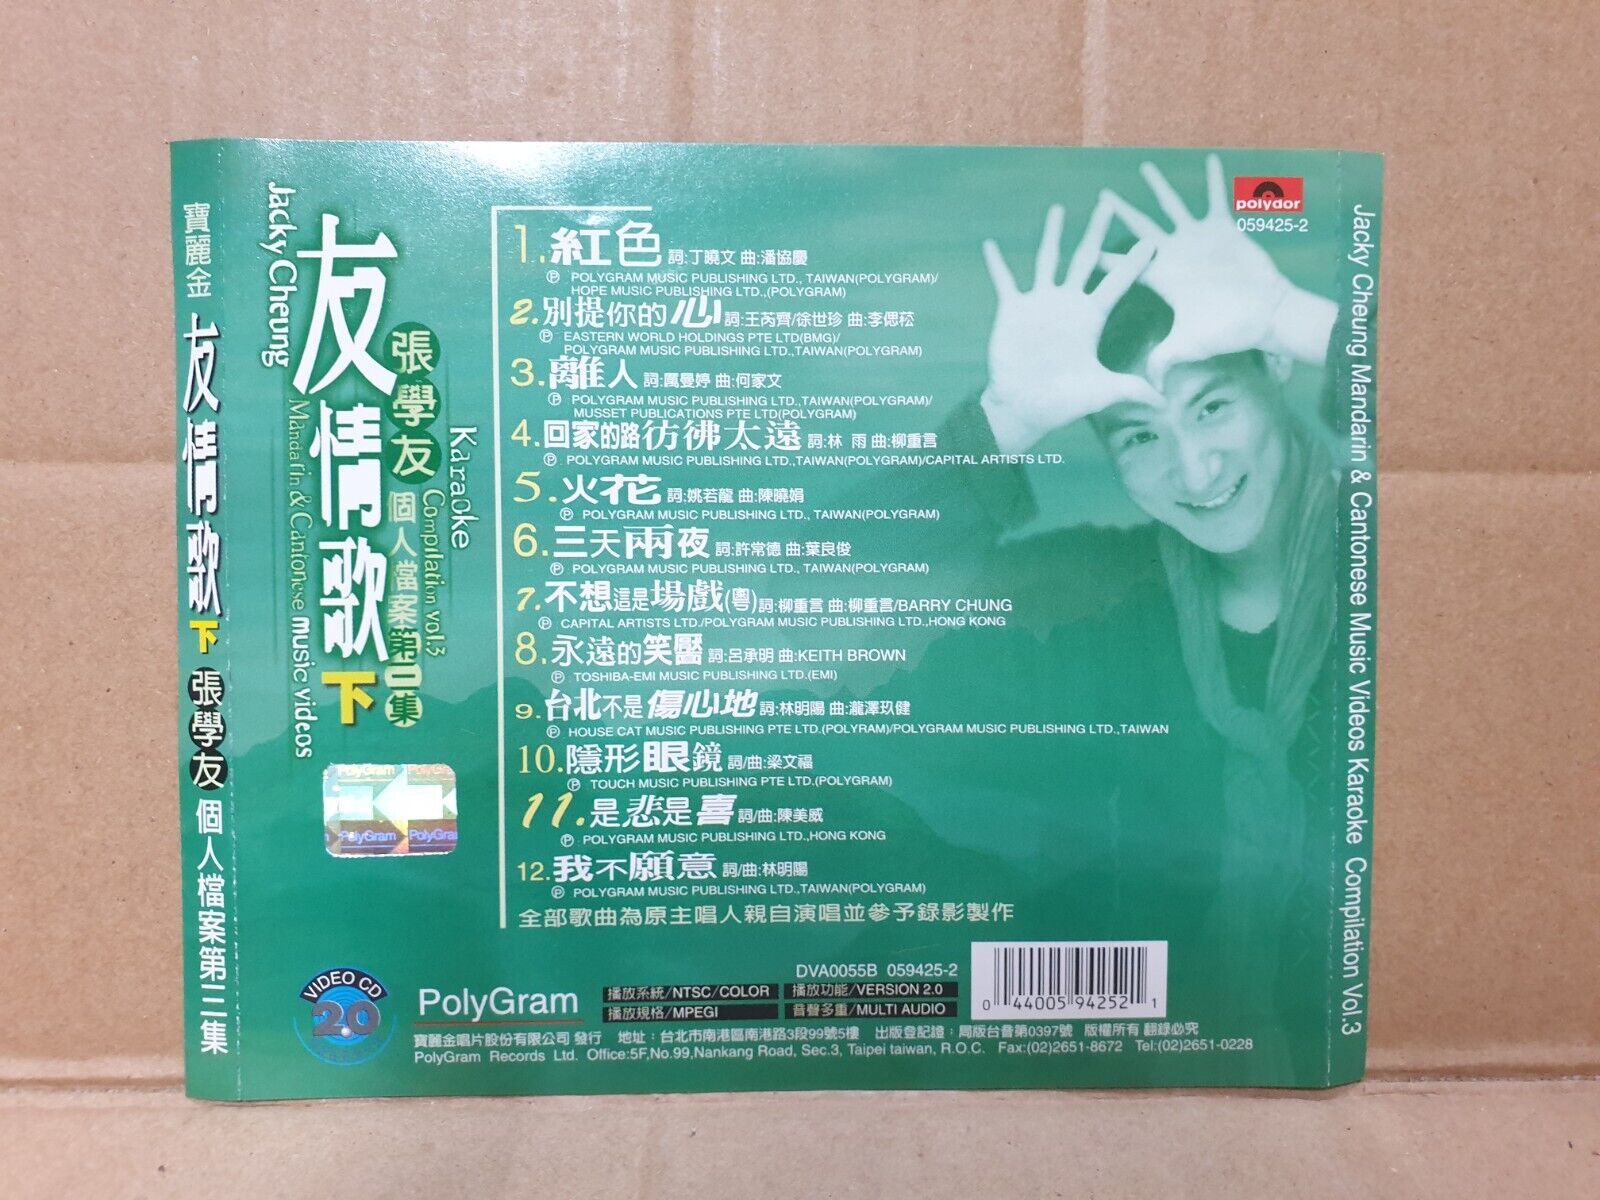 寶麗金 友情歌 下 張學友 個人檔案第三集
Jacky Cheung
友情歌 下
張學友 個人檔案第三集
Karaoke
Compilation vol.3
Mandarin & Cantonese music videos
PolyGram PolyGram
PolyGram PolyGram
1.紅色 詞:丁曉文 曲:潘協慶
Ⓟ POLYGRAM MUSIC PUBLISHING LTD., TAIWAN(POLYGRAM)/
HOPE MUSIC PUBLISHING LTD.,(POLYGRAM)
2.別提你的心 詞:王芮齊/徐世珍 曲:李偲菘
Ⓟ EASTERN WORLD HOLDINGS PTE LTD(BMG)/
POLYGRAM MUSIC PUBLISHING LTD.,TAIWAN(POLYGRAM)
3.離人 詞:厲曼婷 曲:何家文
Ⓟ POLYGRAM MUSIC PUBLISHING LTD.,TAIWAN(POLYGRAM)/
MUSSET PUBLICATIONS PTE LTD(POLYGRAM)
4.回家的路彷彿太遠 詞:林 雨 曲:柳重言
Ⓟ POLYGRAM MUSIC PUBLISHING LTD.,TAIWAN(POLYGRAM)/CAPITAL ARTISTS LTD.
5.火花 詞:姚若龍 曲:陳曉娟
Ⓟ POLYGRAM MUSIC PUBLISHING LTD., TAIWAN(POLYGRAM)
6.三天兩夜 詞:許常德 曲:葉良俊
Ⓟ POLYGRAM MUSIC PUBLISHING LTD., TAIWAN(POLYGRAM)
7.不想這是場戲(粵) 詞:柳重言 曲:柳重言/BARRY CHUNG
Ⓟ CAPITAL ARTISTS LTD./POLYGRAM MUSIC PUBLISHING LTD.,HONG KONG
8.永遠的笑靨 詞:呂承明 曲:KEITH BROWN
Ⓟ TOSHIBA-EMI MUSIC PUBLISHING LTD.(EMI)
9.台北不是傷心地 詞:林明陽 曲:瀧澤玖健
Ⓟ HOUSE CAT MUSIC PUBLISHING PTE LTD.(POLYRAM)/POLYGRAM MUSIC PUBLISHING LTD.,TAIWAN
10.隱形眼鏡 詞/曲:梁文福
Ⓟ TOUCH MUSIC PUBLISHING PTE LTD.(POLYGRAM)
11.是悲是喜 詞/曲:陳美威
Ⓟ POLYGRAM MUSIC PUBLISHING LTD.,HONG KONG
12.我不願意 詞/曲:林明陽
Ⓟ POLYGRAM MUSIC PUBLISHING LTD.,TAIWAN(POLYGRAM)
全部歌曲為原主唱人親自演唱並參予錄影製作
polydor
059425-2
DVA0055B 059425-2
0 44005 94252 1
VIDEO CD
2.0
PolyGram
播放系統/NTSC/COLOR 播放功能/VERSION 2.0
播放規格/MPEGI 音聲多重/MULTI AUDIO
寶麗金唱片股份有限公司 發行 地址：台北市南港區南港路3段99號5樓 出版登記證：局版台音第0397號 版權所有 翻錄必究
PolyGram Records Ltd. Office:5F,No.99,Nankang Road, Sec.3, Taipei taiwan, R.O.C. Fax:(02)2651-8672 Tel:(02)2651-0228
Jacky Cheung Mandarin & Cantonese Music Videos Karaoke Compilation Vol.3